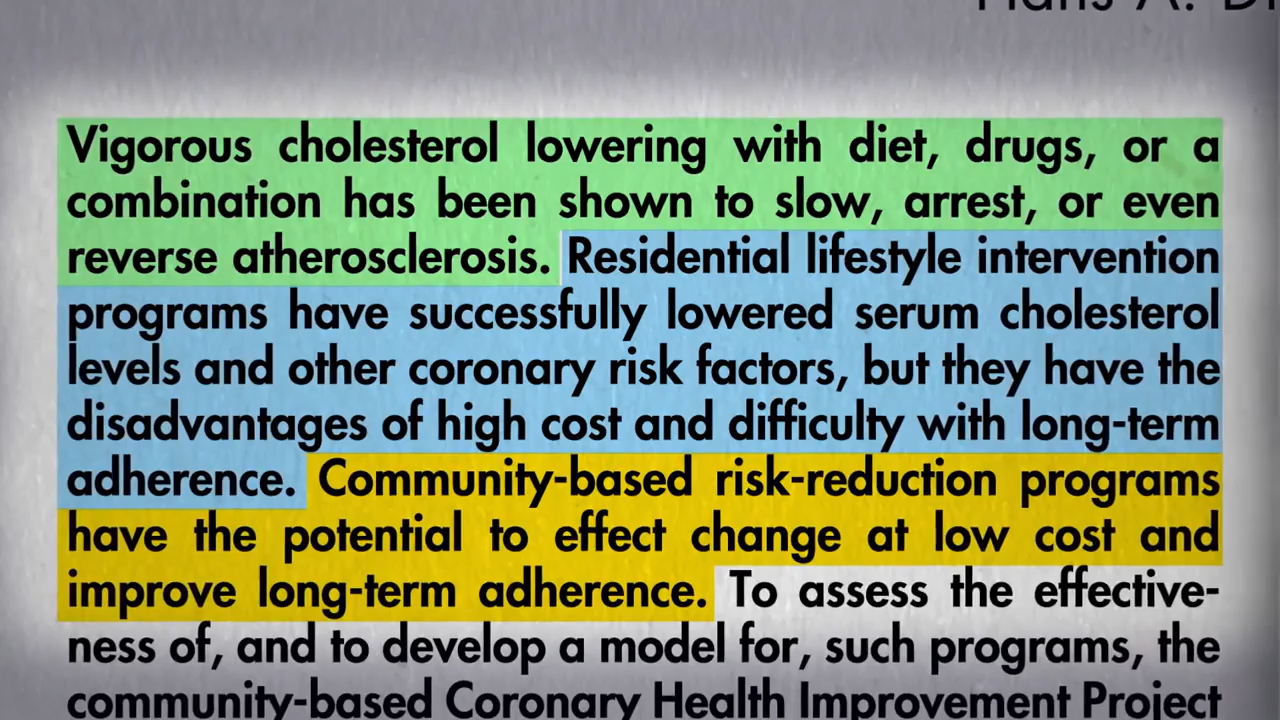 Vigorous cholesterol lowering with diet, drugs, or a
combination has been shown to slow, arrest, or even
reverse atherosclerosis. Residential lifestyle intervention
programs have successfully lowered serum cholesterol
levels and other coronary risk factors, but they have the
disadvantages of high cost and difficulty with long-term
adherence. Community-based risk-reduction programs
have the potential to effect change at low cost and
improve long-term adherence. To assess the effective-
ness of, and to develop a model for, such programs, the
community-based Coronary Health Improvement Project